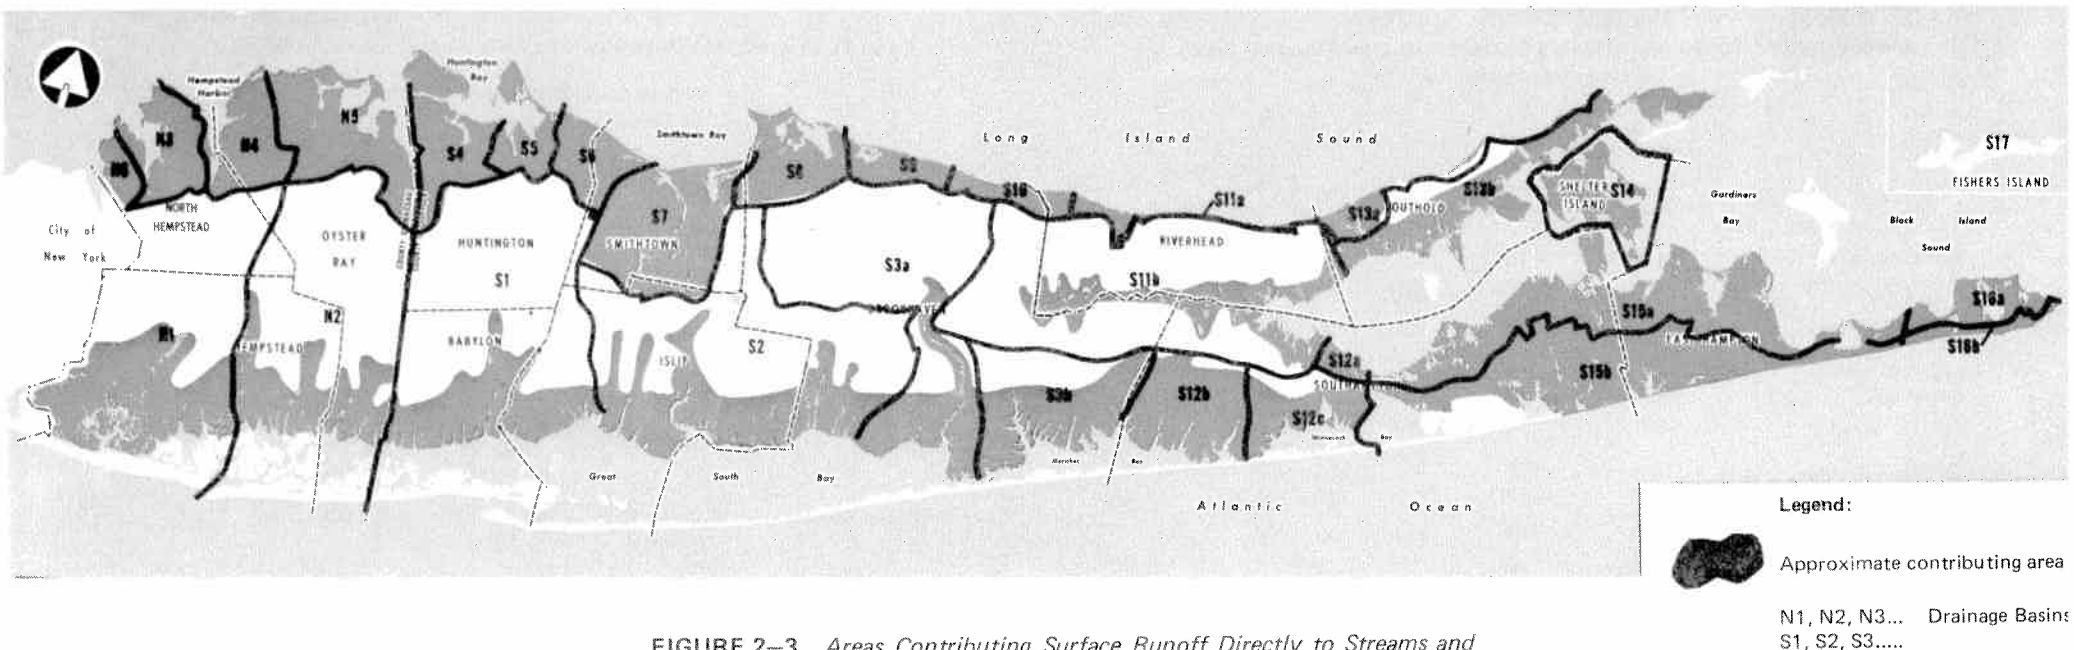 Huntington
Bay
Hempstead
Harbor
N3
N5
N4
S4
S5
S6
Smithtown Bay
Long Island Sound
S8
S9
S10
S11a
S13a
S13b
SOUTHOLD
SHELTER
ISLAND
S14
S17
FISHERS ISLAND
Gardiners
Bay
Block Island
Sound
City of
New York
NORTH
HEMPSTEAD
OYSTER
BAY
HUNTINGTON
S1
S7
SMITHTOWN
S3a
RIVERHEAD
S11b
BROOKHAVEN
N1
N2
HEMPSTEAD
BABYLON
ISLIP
S2
S3b
S12b
S12a
SOUTHAMPTON
S12c
Shinnecock Bay
Moriches Bay
S15a
EAST HAMPTON
S15b
S16a
S16b
Great South Bay
Atlantic Ocean
Legend:
Approximate contributing area
N1, N2, N3... Drainage Basins
S1, S2, S3.....
FIGURE 2–3 Areas Contributing Surface Runoff Directly to Streams and